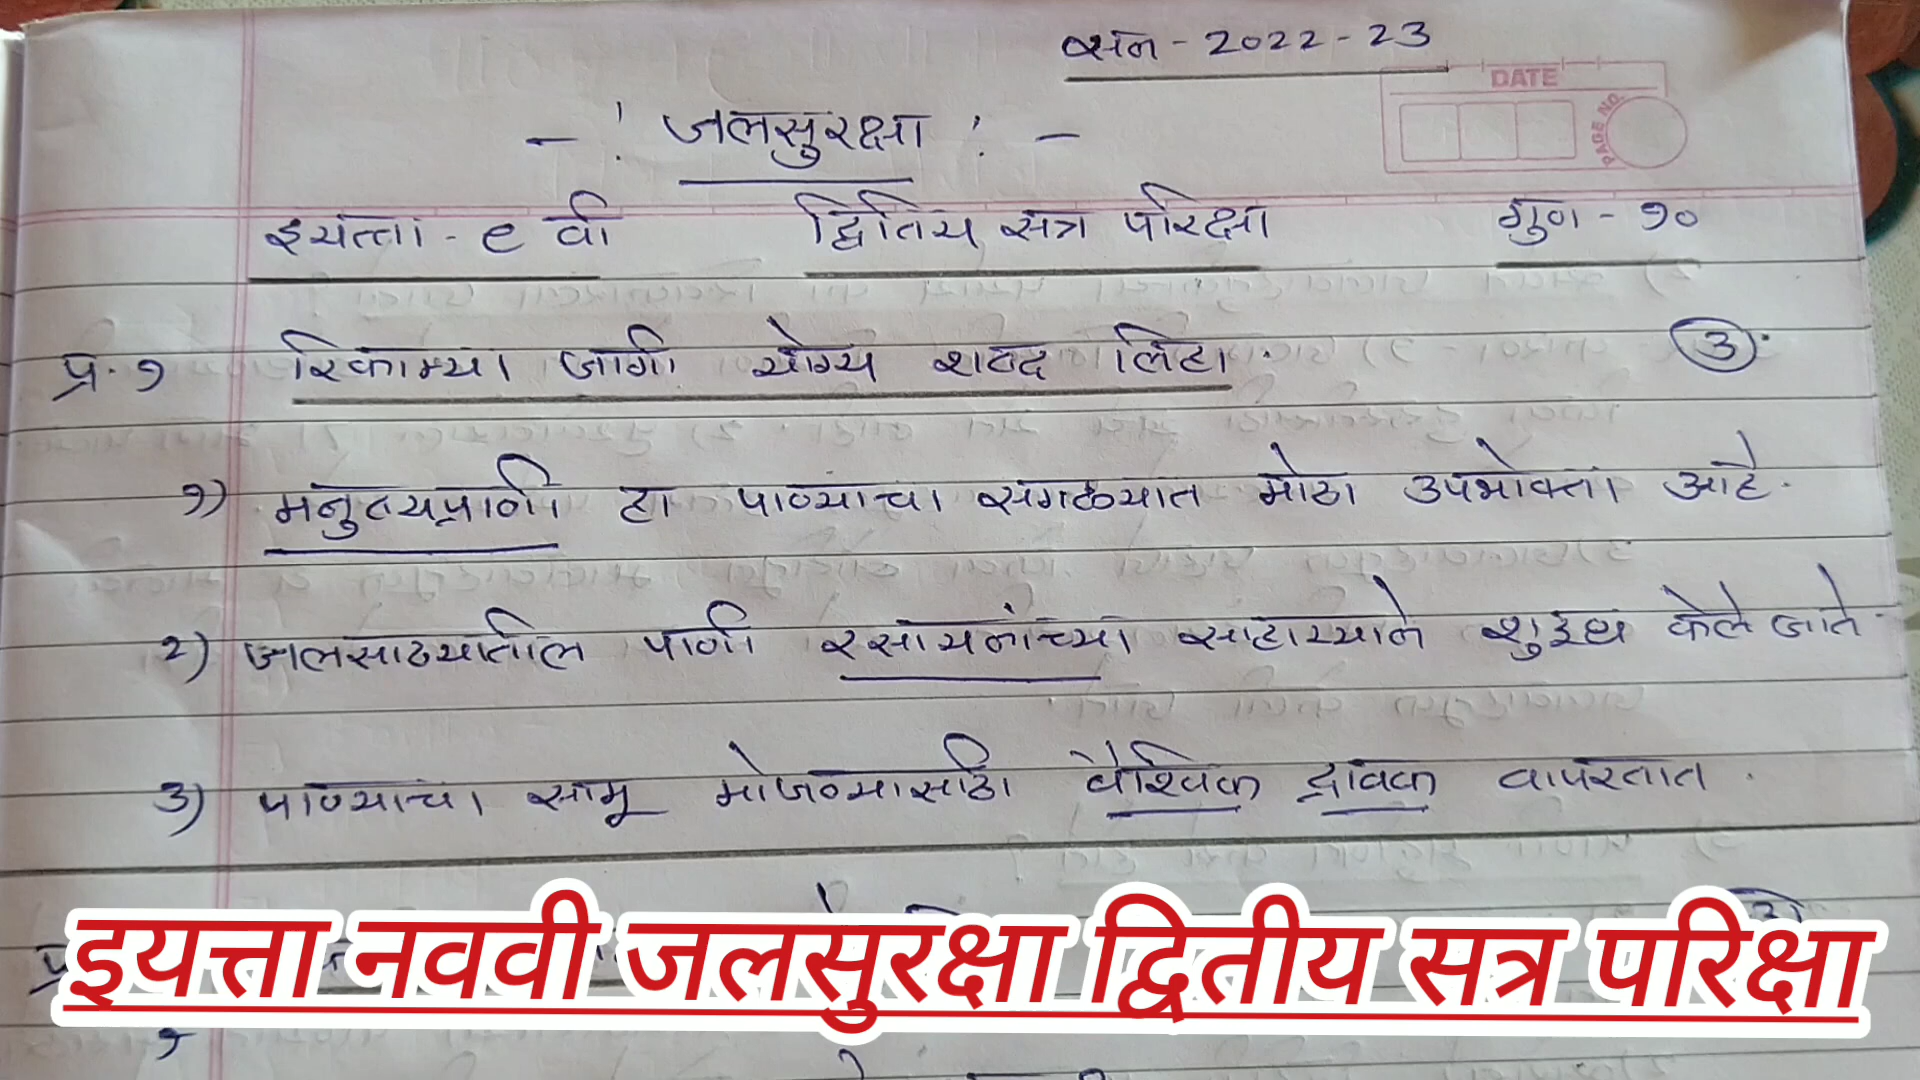 सन - 2022 - 23
DATE
PAGE NO.
-: जलसुरक्षा :-
इयत्ता - ९ वी द्वितिय सत्र परिक्षा गुण - १०
प्र. १ रिकाम्या जागी योग्य शब्द लिहा. ③
१) मनुष्यप्राणी हा पाण्याचा सगळ्यात मोठा उपभोक्ता आहे.
२) जलसाठ्यातील पाणी रसायनांच्या साहाय्याने शुद्ध केले जाते.
३) पाण्याचा सामू मोजण्यासाठी वैश्विक द्रावक वापरतात.
इयत्ता नववी जलसुरक्षा द्वितीय सत्र परिक्षा